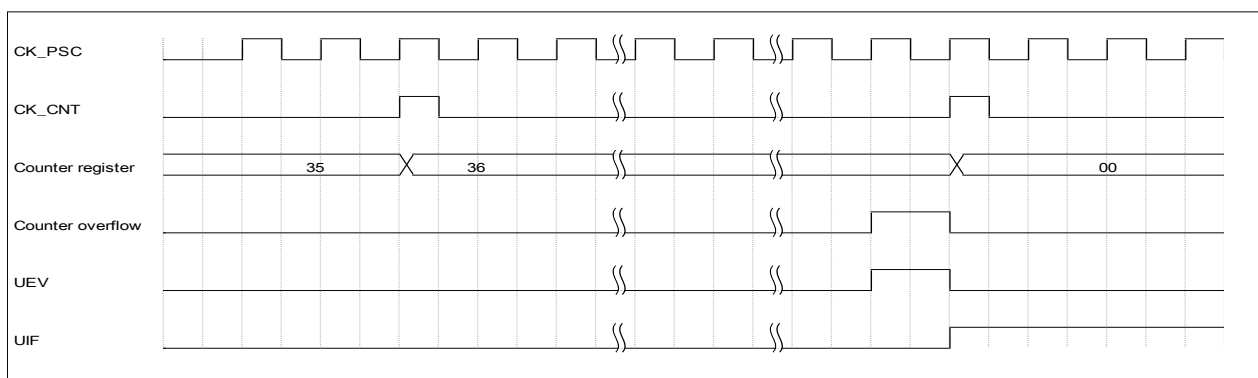 CK_PSC
CK_CNT
Counter register 35 36 00
Counter overflow
UEV
UIF